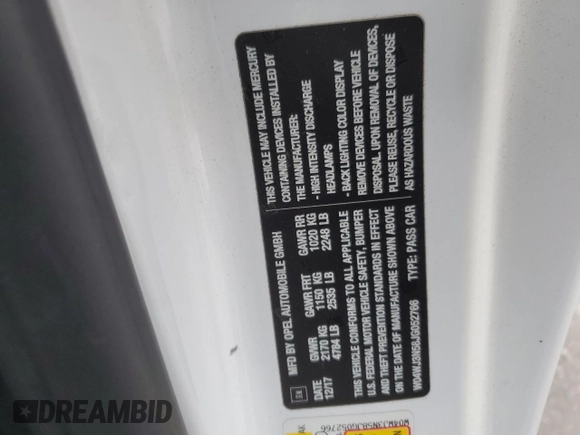 MFD BY OPEL AUTOMOBILE GMBH
DATE GVWR GAWR FRT GAWR RR
12/17 2170 KG 1150 KG 1020 KG
4784 LB 2535 LB 2248 LB
THIS VEHICLE CONFORMS TO ALL APPLICABLE
U.S. FEDERAL MOTOR VEHICLE SAFETY, BUMPER
AND THEFT PREVENTION STANDARDS IN EFFECT
ON THE DATE OF MANUFACTURE SHOWN ABOVE
W04WJ3N58JG052766 TYPE: PASS CAR
THIS VEHICLE MAY INCLUDE MERCURY
CONTAINING DEVICES INSTALLED BY
THE MANUFACTURER:
- HIGH INTENSITY DISCHARGE
HEADLAMPS
- BACK LIGHTING COLOR DISPLAY
REMOVE DEVICES BEFORE VEHICLE
DISPOSAL. UPON REMOVAL OF DEVICES,
PLEASE REUSE, RECYCLE OR DISPOSE
AS HAZARDOUS WASTE
W04WJ3N58JG052766
DREAMBID